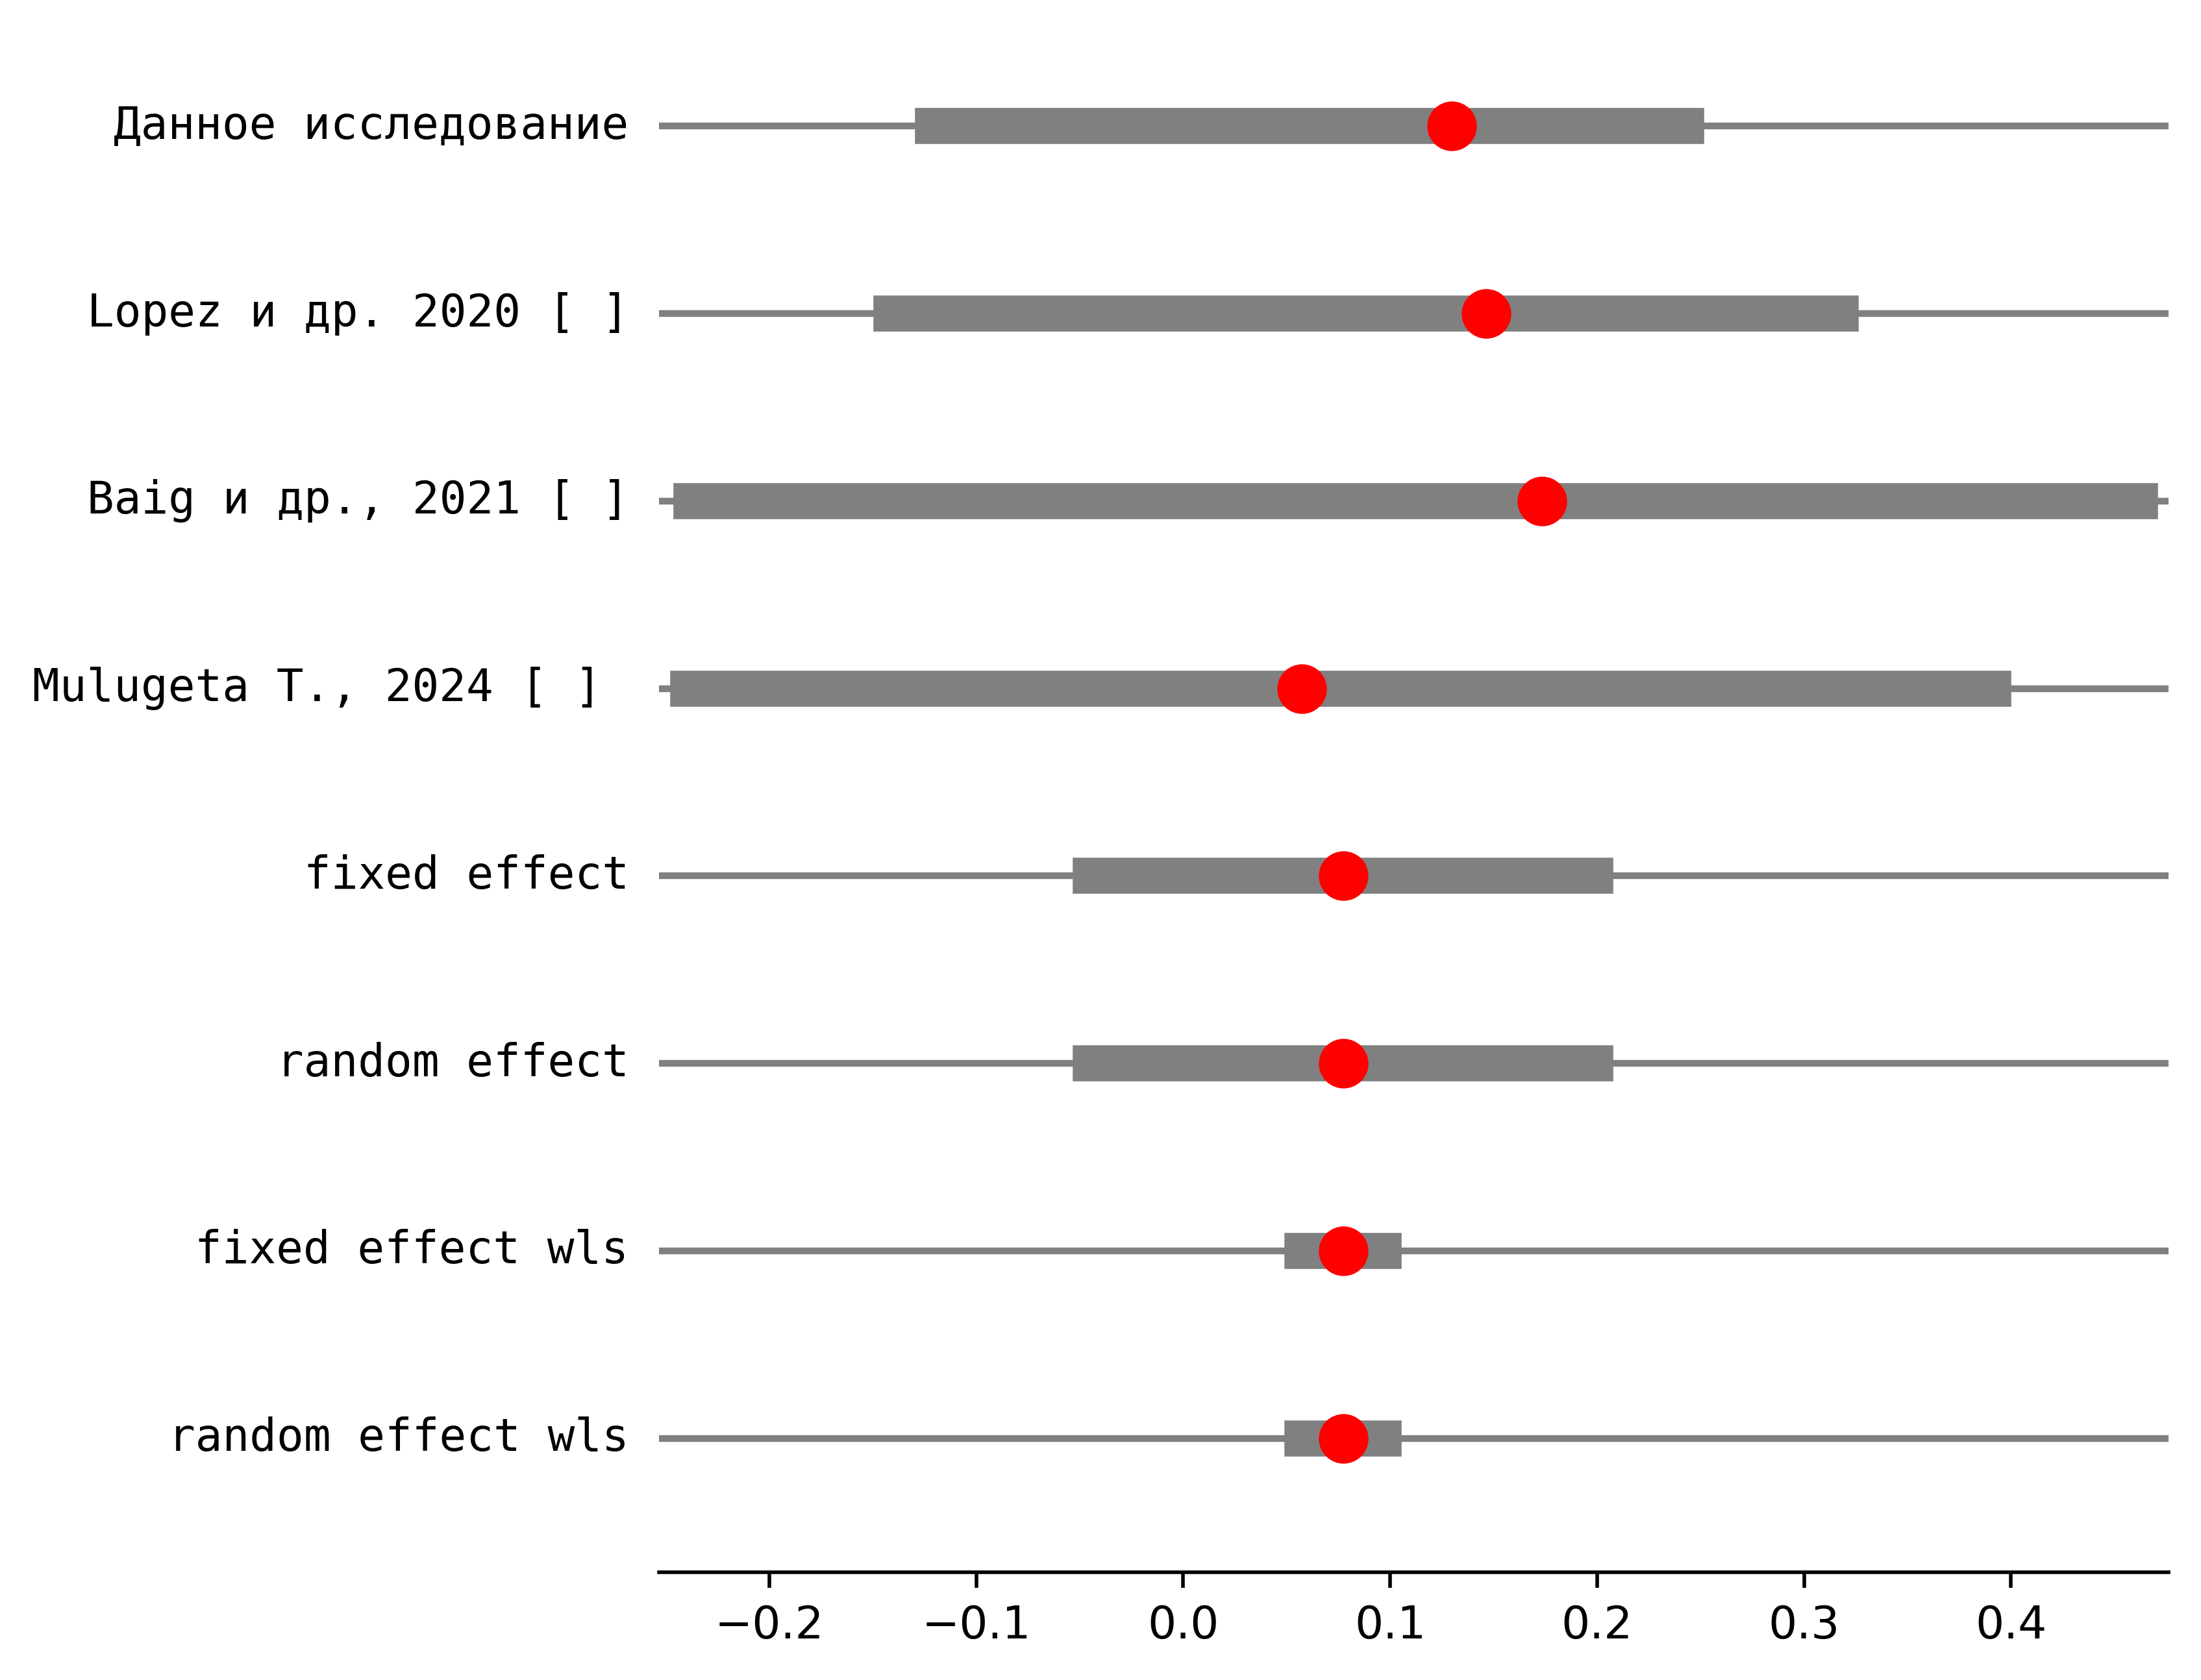 Данное исследование
Lopez и др. 2020 [ ]
Baig и др., 2021 [ ]
Mulugeta T., 2024 [ ]
fixed effect
random effect
fixed effect wls
random effect wls
−0.2 −0.1 0.0 0.1 0.2 0.3 0.4